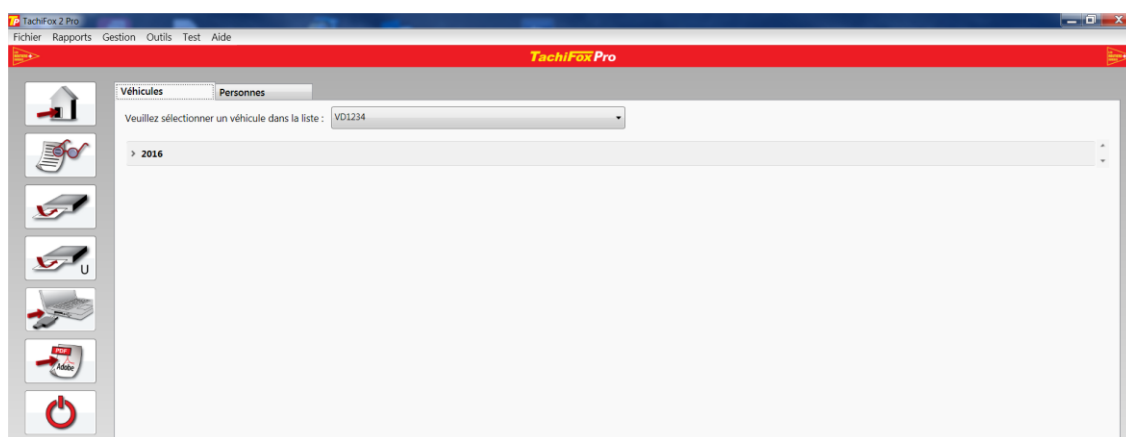 TachiFox 2 Pro
Fichier Rapports Gestion Outils Test Aide
TachiFox Pro
Véhicules Personnes
Veuillez sélectionner un véhicule dans la liste : VD1234
> 2016
U
PDF
Adobe